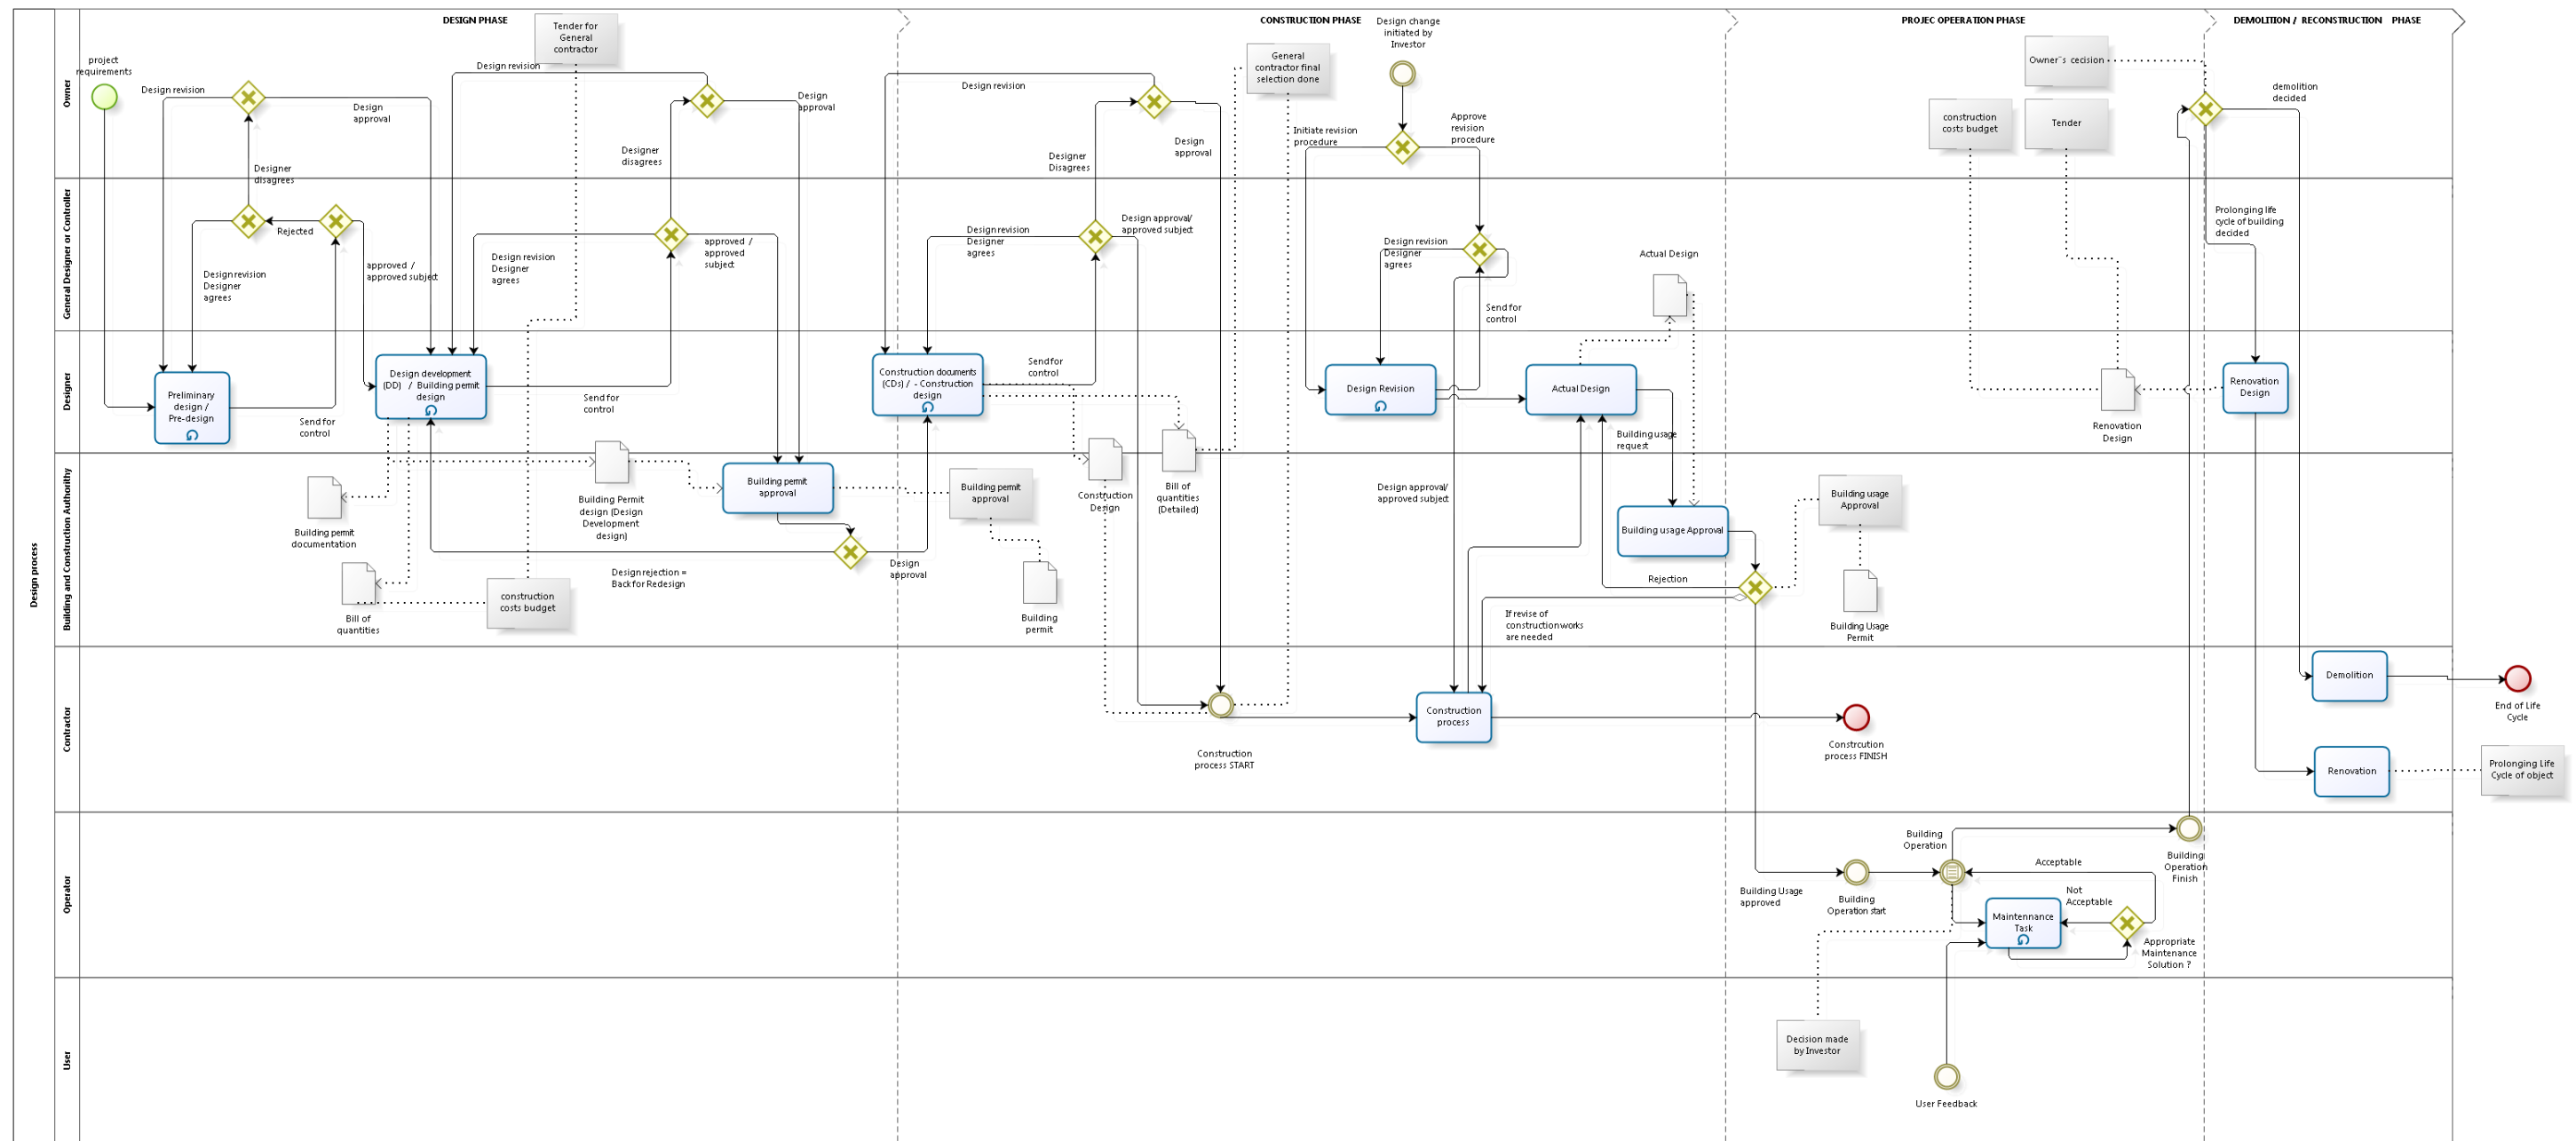 DESIGN PHASE
CONSTRUCTION PHASE
PROJEC OPEERATION PHASE
DEMOLITION / RECONSTRUCTION PHASE
Design process
Owner
General Designer or Controller
Designer
Building and Construction Authorithy
Contractor
Operator
User
project
requirements
Design revision
Design
approval
Designer
disagrees
Tender for
General
contractor
Design revision
Designer
disagrees
Design
approval
Design revision
Designer
Disagrees
Design
approval
General
contractor final
selection done
Design change
initiated by
Investor
Initiate revision
procedure
Approve
revision
procedure
Owner`s cecision
construction
costs budget
Tender
demolition
decided
Rejected
Design revision
Designer
agrees
approved /
approved subject
Design revision
Designer
agrees
approved /
approved
subject
Design revision
Designer
agrees
Design approval/
approved subject
Design revision
Designer
agrees
Send for
control
Actual Design
Prolonging life
cycle of building
decided
Preliminary
design /
Pre-design
Send for
control
Design development
(DD) / Building permit
design
Send for
control
Construction documents
(CDs) / - Construction
design
Send for
control
Design Revision
Actual Design
Building usage
request
Renovation
Design
Renovation
Design
Building permit
documentation
Bill of
quantities
Building Permit
design (Design
Development
design)
construction
costs budget
Building permit
approval
Design rejection =
Back for Redesign
Design
approval
Building permit
approval
Building
permit
Construction
Design
Bill of
quantities
(Detailed)
Design approval/
approved subject
Building usage Approval
Rejection
If revise of
construction works
are needed
Building usage
Approval
Building Usage
Permit
Construction
process START
Construction
process
Constrcution
process FINISH
Demolition
End of Life
Cycle
Renovation
Prolonging Life
Cycle of object
Building Usage
approved
Building
Operation start
Building
Operation
Building
Operation
Finish
Acceptable
Not
Acceptable
Maintennance
Task
Appropriate
Maintenance
Solution ?
Decision made
by Investor
User Feedback